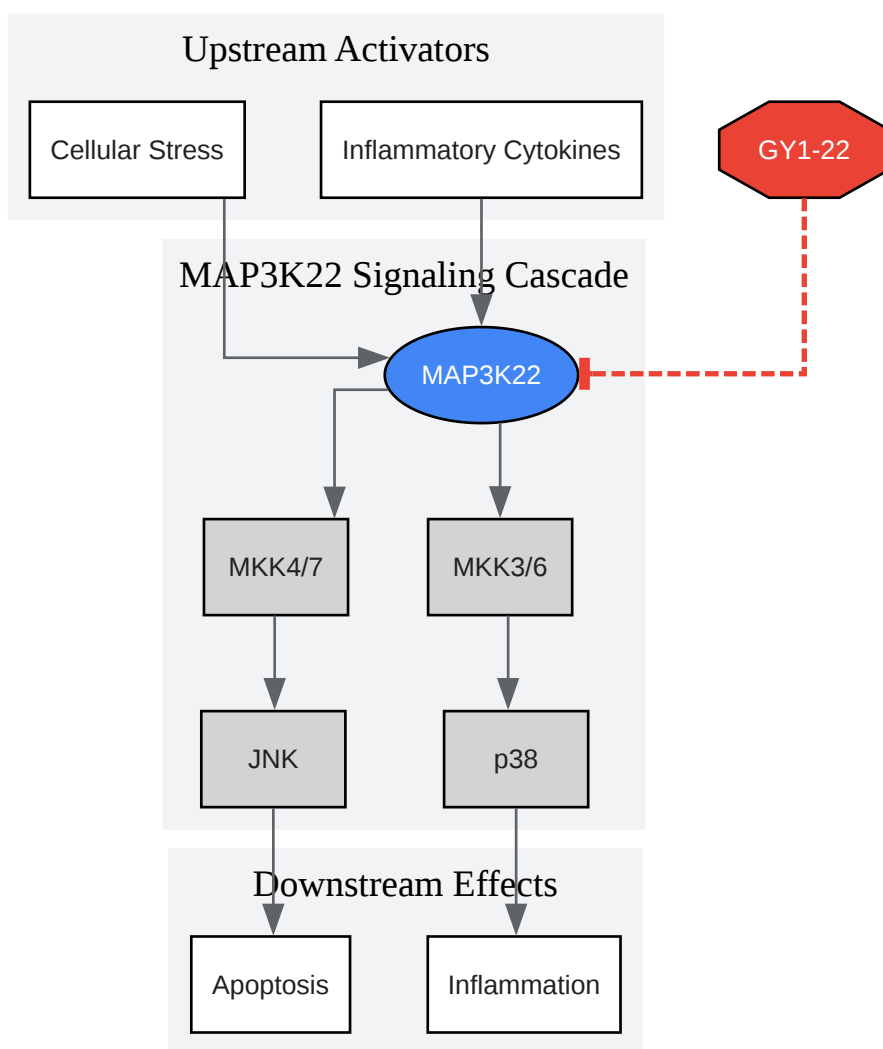 Upstream Activators
Cellular Stress
Inflammatory Cytokines
GY1-22
MAP3K22 Signaling Cascade
MAP3K22
MKK4/7
MKK3/6
JNK
p38
Downstream Effects
Apoptosis
Inflammation